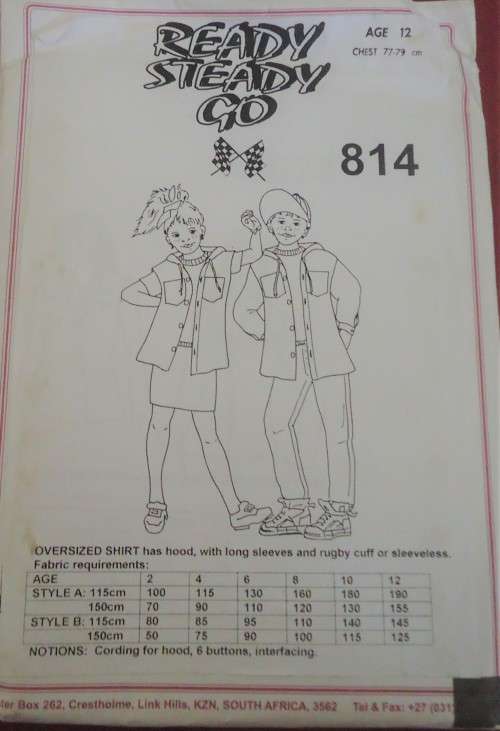 AGE 12
CHEST 77-79 cm
READY
STEADY
GO
814
OVERSIZED SHIRT has hood, with long sleeves and rugby cuff or sleeveless.
Fabric requirements:
AGE 2 4 6 8 10 12
STYLE A: 115cm 100 115 130 160 180 190
150cm 70 90 110 120 130 155
STYLE B: 115cm 80 85 95 110 140 145
150cm 50 75 90 100 115 125
NOTIONS: Cording for hood, 6 buttons, interfacing.
Box 262, Crestholme, Link Hills, KZN, SOUTH AFRICA, 3562 Tel & Fax: +27 (031)